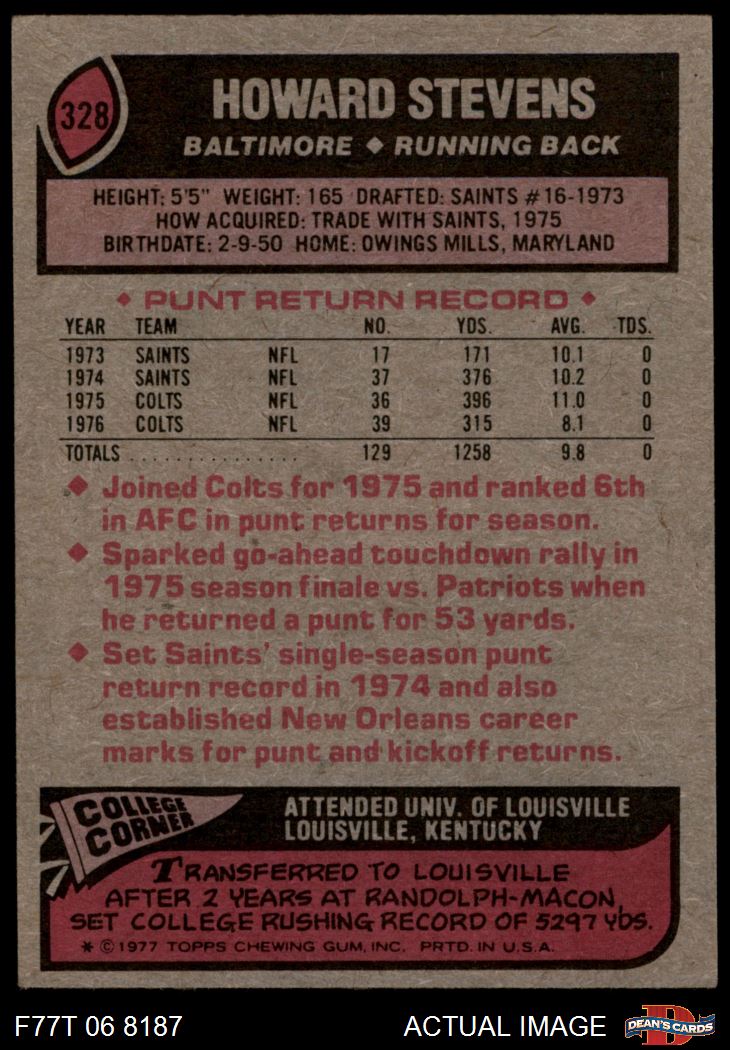 328
HOWARD STEVENS
BALTIMORE ◆ RUNNING BACK
HEIGHT: 5'5" WEIGHT: 165 DRAFTED: SAINTS #16-1973
HOW ACQUIRED: TRADE WITH SAINTS, 1975
BIRTHDATE: 2-9-50 HOME: OWINGS MILLS, MARYLAND
◆ PUNT RETURN RECORD ◆
YEAR TEAM NO. YDS. AVG. TDS.
1973 SAINTS NFL 17 171 10.1 0
1974 SAINTS NFL 37 376 10.2 0
1975 COLTS NFL 36 396 11.0 0
1976 COLTS NFL 39 315 8.1 0
TOTALS . . . . . . . . . . . . . . . 129 1258 9.8 0
◆ Joined Colts for 1975 and ranked 6th
in AFC in punt returns for season.
◆ Sparked go-ahead touchdown rally in
1975 season finale vs. Patriots when
he returned a punt for 53 yards.
◆ Set Saints' single-season punt
return record in 1974 and also
established New Orleans career
marks for punt and kickoff returns.
COLLEGE
CORNER
ATTENDED UNIV. OF LOUISVILLE
LOUISVILLE, KENTUCKY
TRANSFERRED TO LOUISVILLE
AFTER 2 YEARS AT RANDOLPH-MACON,
SET COLLEGE RUSHING RECORD OF 5297 YDS.
* © 1977 TOPPS CHEWING GUM, INC. PRTD. IN U.S.A.
F77T 06 8187 ACTUAL IMAGE
D
DEAN'S CARDS